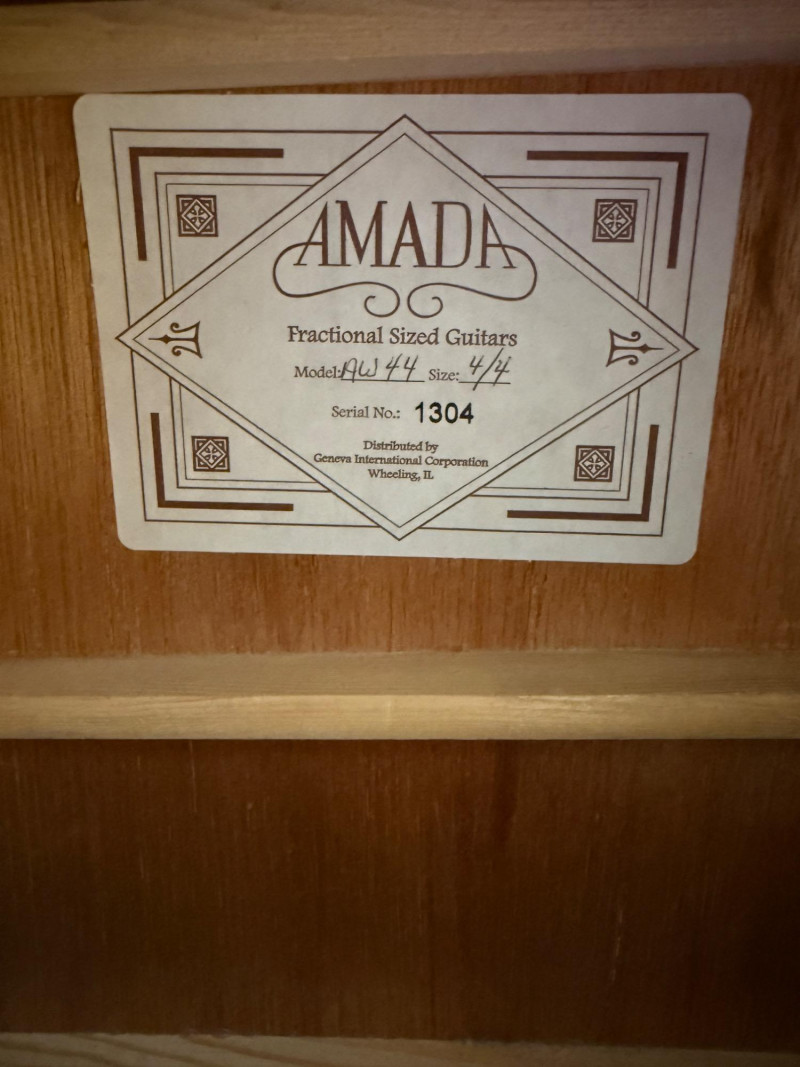 AMADA
Fractional Sized Guitars
Model: AW 44 Size: 4/4
Serial No.: 1304
Distributed by
Geneva International Corporation
Wheeling, IL